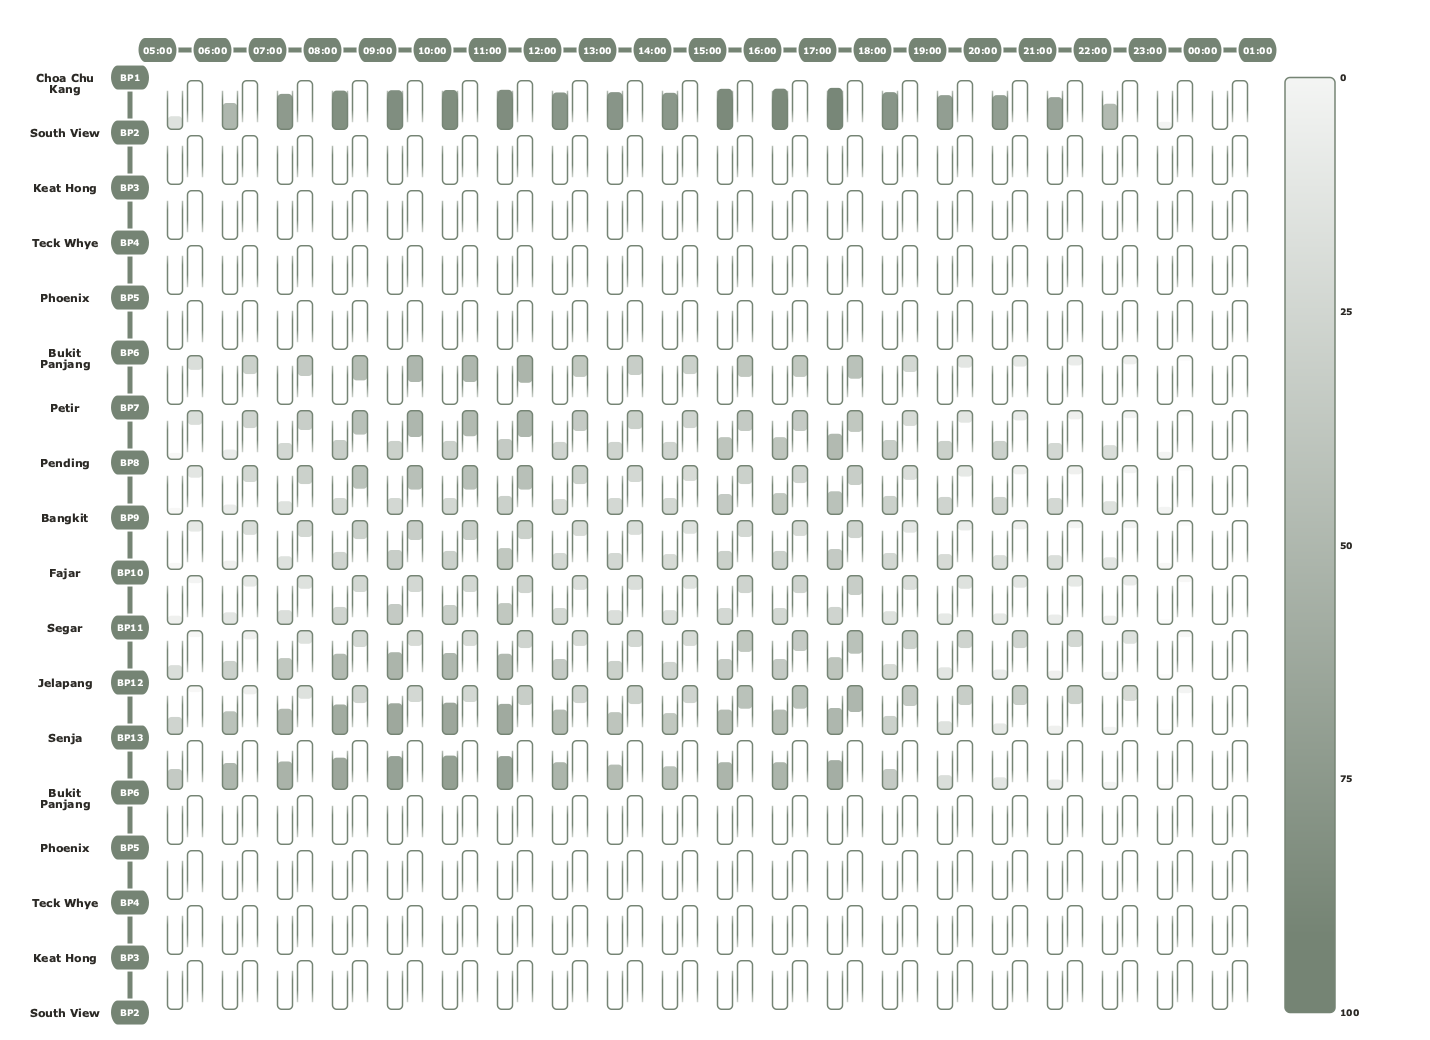 05:00 06:00 07:00 08:00 09:00 10:00 11:00 12:00 13:00 14:00 15:00 16:00 17:00 18:00 19:00 20:00 21:00 22:00 23:00 00:00 01:00
Choa Chu
Kang
BP1
0
South View BP2
Keat Hong BP3
Teck Whye BP4
Phoenix BP5
25
Bukit
Panjang
BP6
Petir BP7
Pending BP8
Bangkit BP9
50
Fajar BP10
Segar BP11
Jelapang BP12
Senja BP13
75
Bukit
Panjang
BP6
Phoenix BP5
Teck Whye BP4
Keat Hong BP3
South View BP2
100